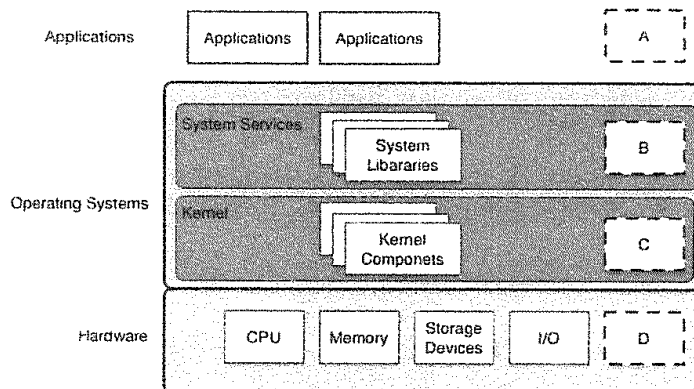 Applications
Applications
Applications
A
System Services
System
Libararies
B
Operating Systems
Kernel
Kernel
Componets
C
Hardware
CPU
Memory
Storage
Devices
I/O
D